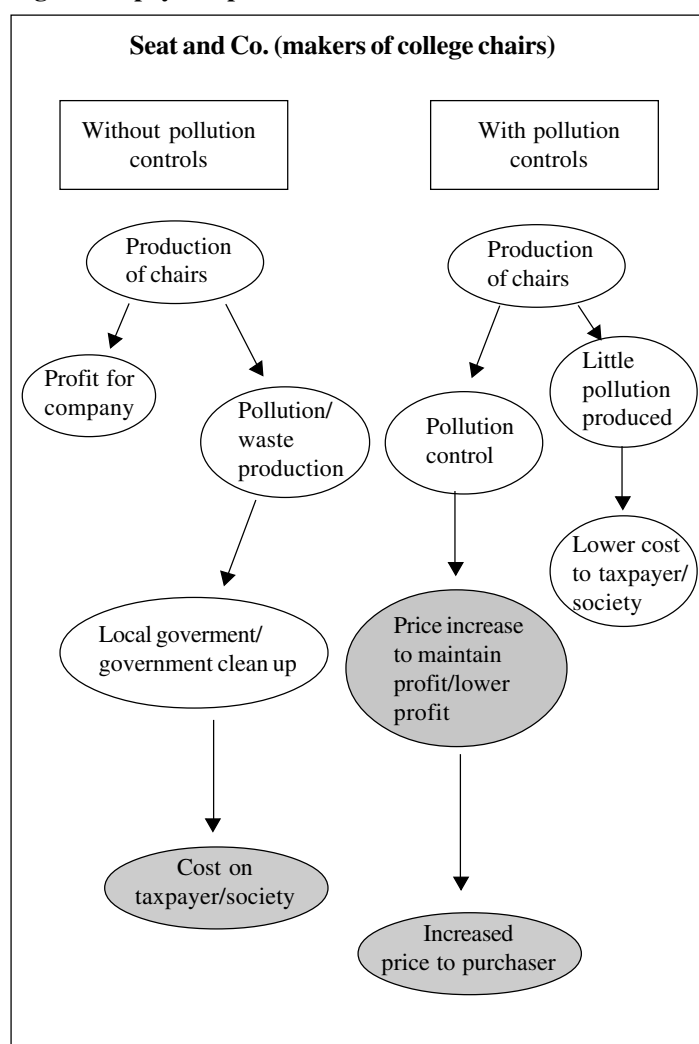 Seat and Co. (makers of college chairs)
Without pollution
controls
With pollution
controls
Production
of chairs
Profit for
company
Pollution/
waste
production
Local goverment/
government clean up
Cost on
taxpayer/society
Production
of chairs
Little
pollution
produced
Pollution
control
Lower cost
to taxpayer/
society
Price increase
to maintain
profit/lower
profit
Increased
price to purchaser